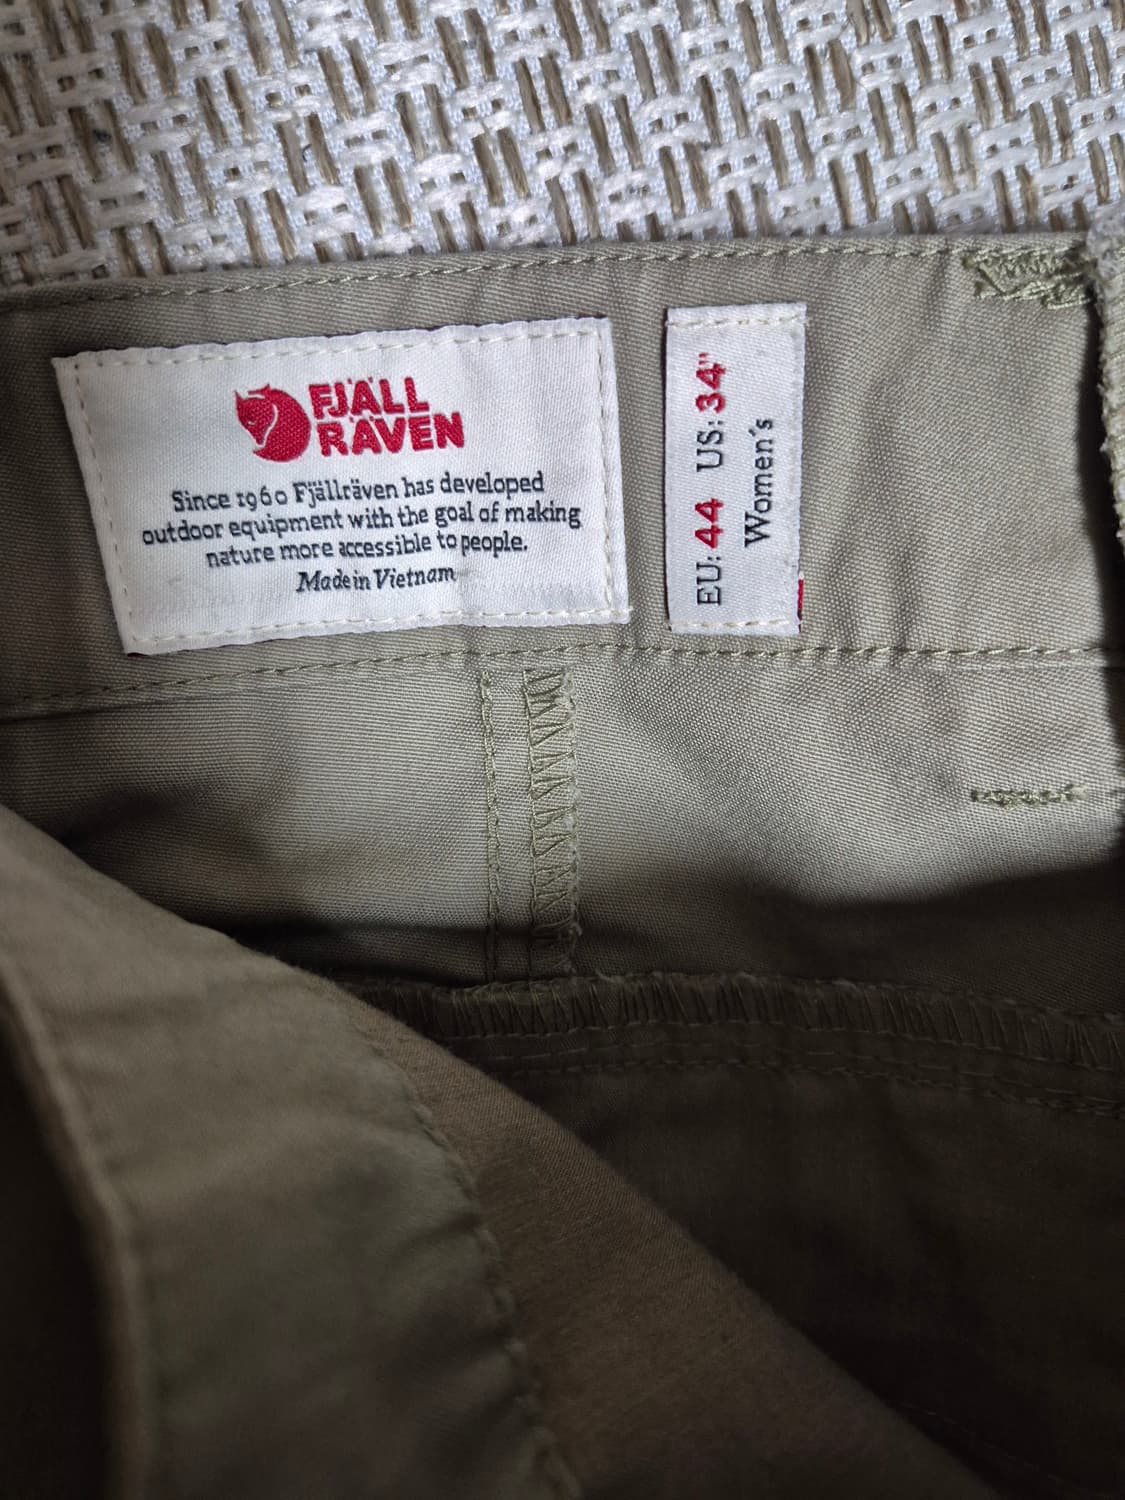 FJÄLL
RÄVEN
Since 1960 Fjällräven has developed
outdoor equipment with the goal of making
nature more accessible to people.
Made in Vietnam
EU: 44 US: 34"
Women's